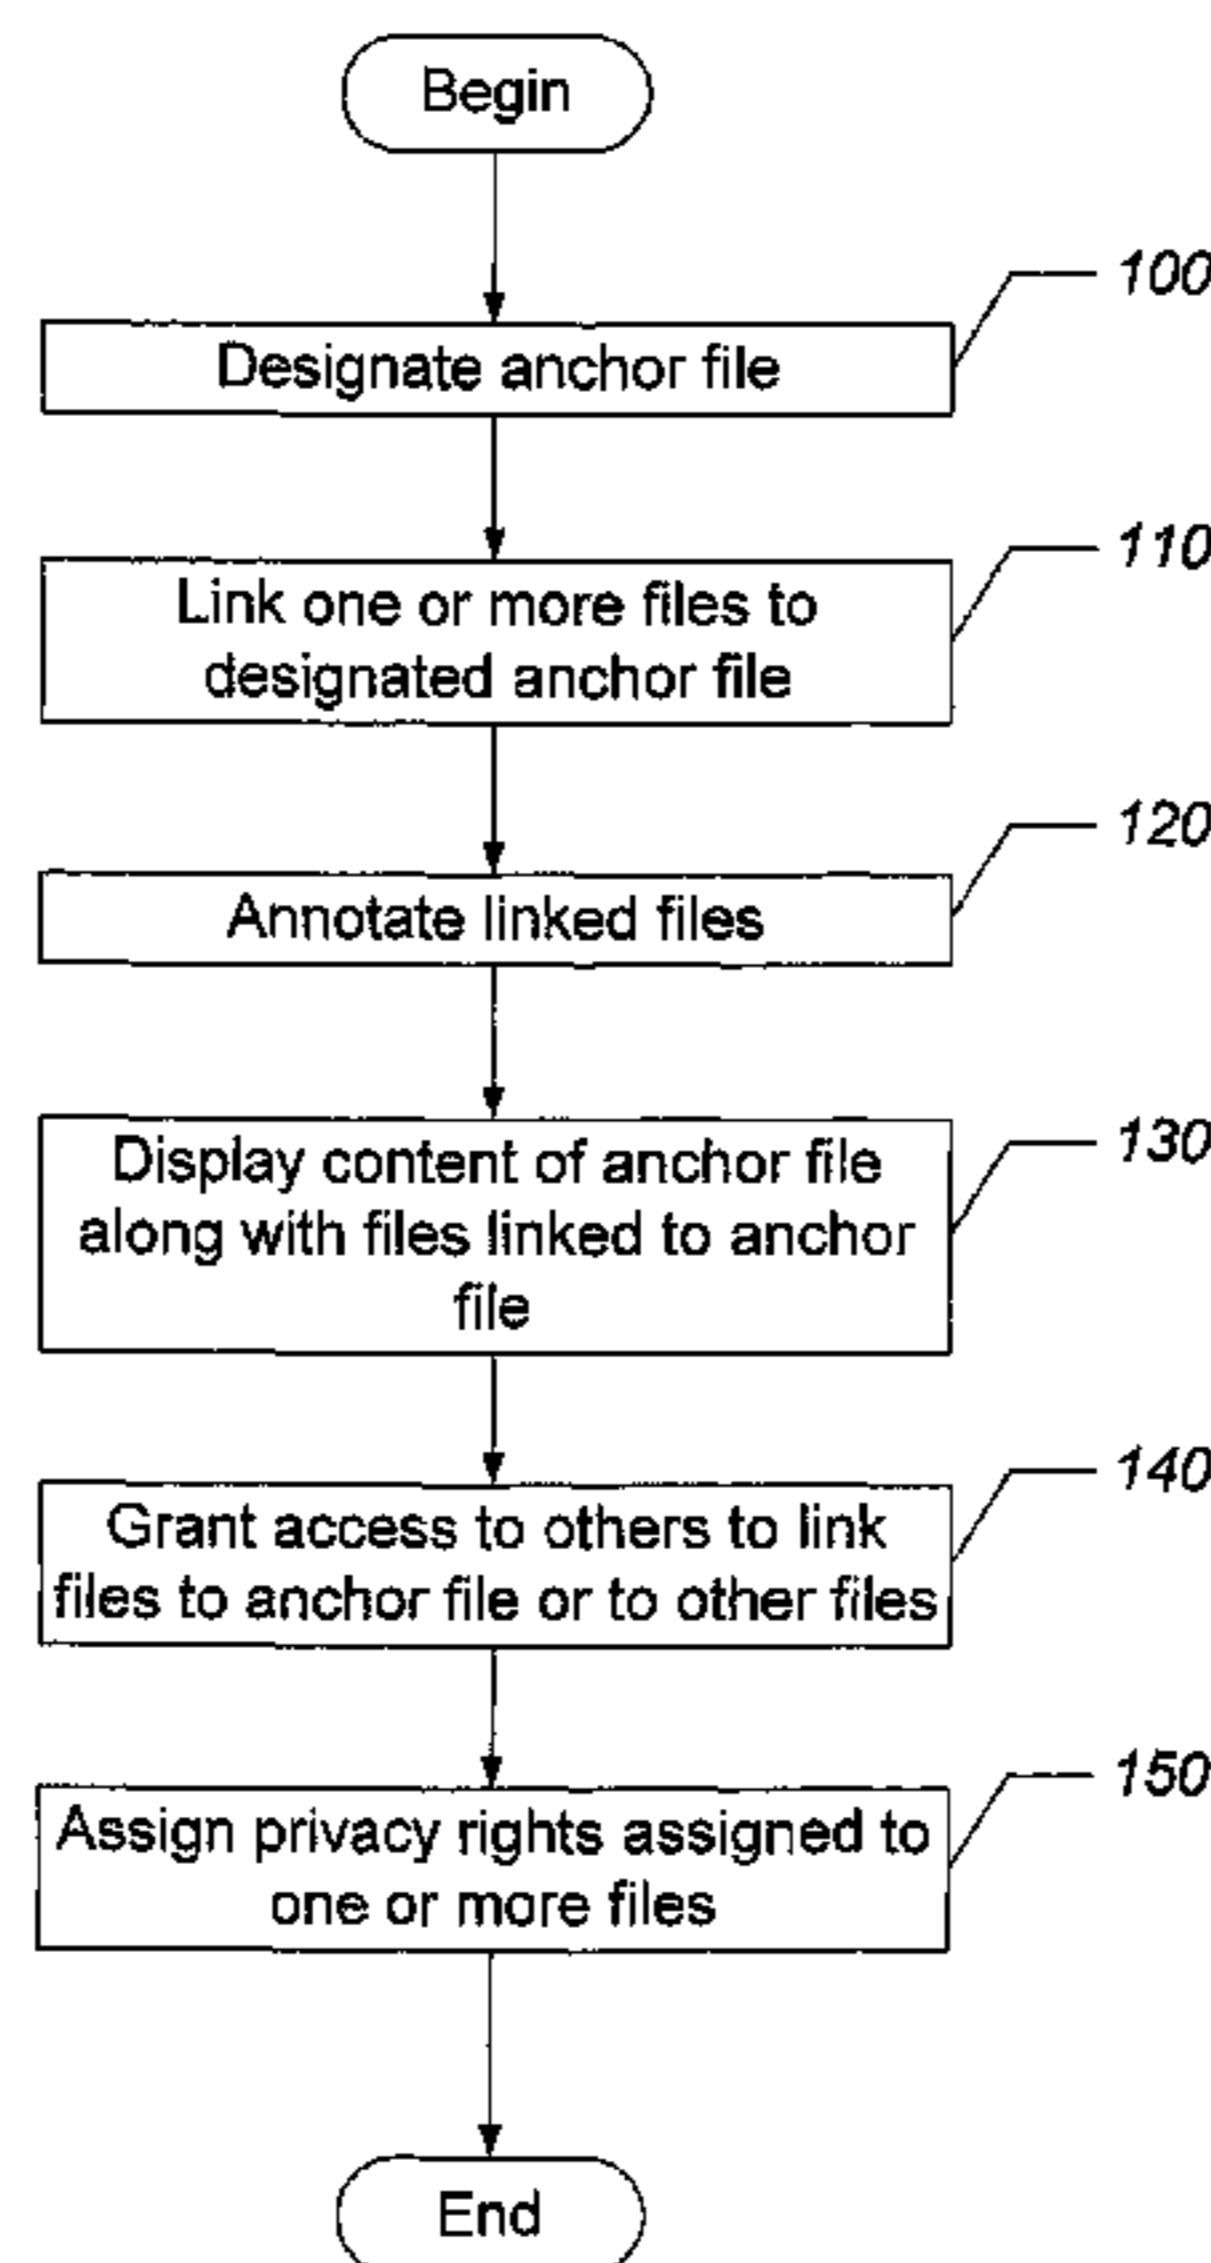 Begin
100
Designate anchor file
110
Link one or more files to
designated anchor file
120
Annotate linked files
130
Display content of anchor file
along with files linked to anchor
file
140
Grant access to others to link
files to anchor file or to other files
150
Assign privacy rights assigned to
one or more files
End